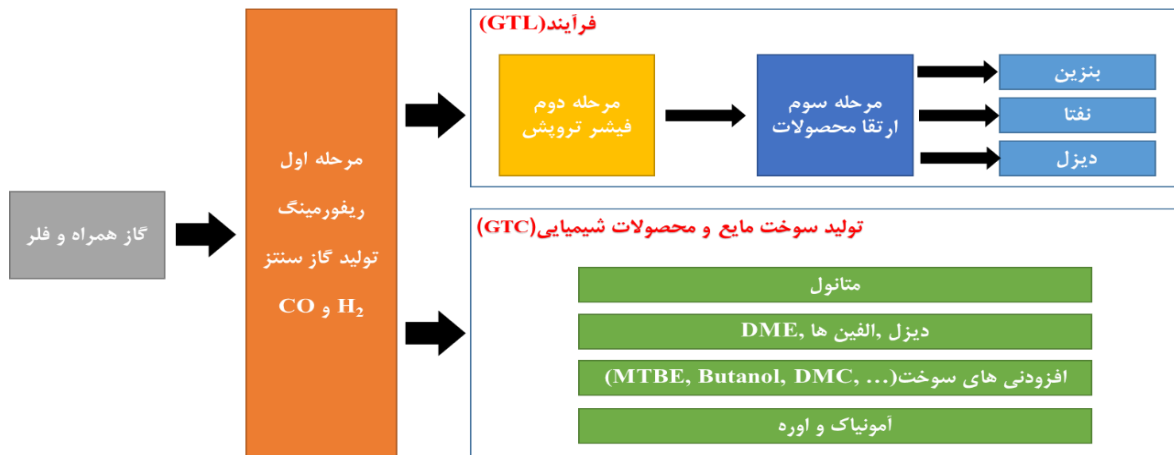 فرآیند(GTL)
مرحله دوم
فیشر تروپش
مرحله سوم
ارتقا محصولات
بنزین
نفتا
دیزل
گاز همراه و فلر
مرحله اول
ریفورمینگ
تولید گاز سنتز
H₂ و CO
تولید سوخت مایع و محصولات شیمیایی(GTC)
متانول
دیزل ,الفین ها ,DME
افزودنی های سوخت(MTBE, Butanol, DMC, ...)
آمونیاک و اوره